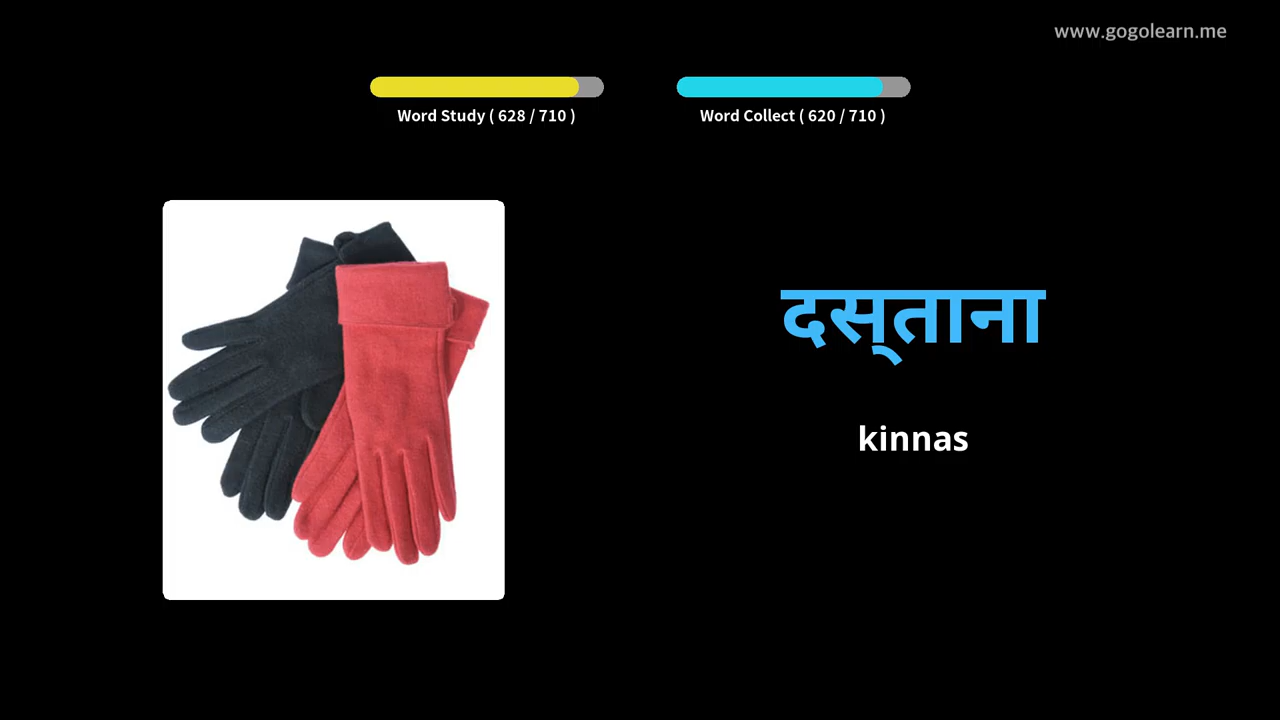 www.gogolearn.me
Word Study ( 628 / 710 )
Word Collect ( 620 / 710 )
दस्ताना
kinnas